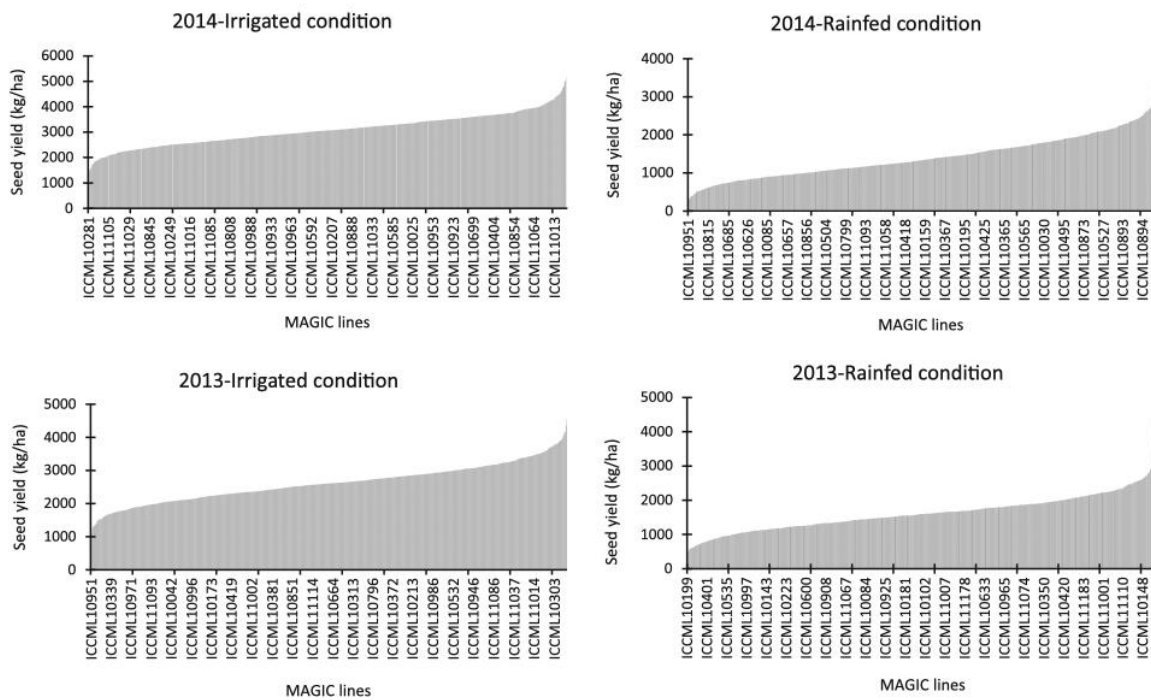 2014-Irrigated condition
Seed yield (kg/ha)
6000
5000
4000
3000
2000
1000
0
ICCML10281
ICCML11105
ICCML11029
ICCML10845
ICCML10249
ICCML11016
ICCML11085
ICCML10808
ICCML10988
ICCML10933
ICCML10963
ICCML10592
ICCML10207
ICCML10888
ICCML11033
ICCML10585
ICCML10025
ICCML10953
ICCML10923
ICCML10699
ICCML10404
ICCML10854
ICCML11064
ICCML11013
MAGIC lines
2014-Rainfed condition
Seed yield (kg/ha)
4000
3000
2000
1000
0
ICCML10951
ICCML10815
ICCML10685
ICCML10626
ICCML10085
ICCML10657
ICCML10856
ICCML10504
ICCML10799
ICCML11093
ICCML11058
ICCML10418
ICCML10159
ICCML10367
ICCML10195
ICCML10425
ICCML10365
ICCML10565
ICCML10030
ICCML10495
ICCML10873
ICCML10527
ICCML10893
ICCML10894
MAGIC lines
2013-Irrigated condition
Seed yield (kg/ha)
5000
4000
3000
2000
1000
0
ICCML10951
ICCML10339
ICCML10971
ICCML11093
ICCML10042
ICCML10996
ICCML10173
ICCML10419
ICCML11002
ICCML10381
ICCML10851
ICCML11114
ICCML10664
ICCML10313
ICCML10796
ICCML10372
ICCML10213
ICCML10986
ICCML10532
ICCML10946
ICCML11086
ICCML10377
ICCML11014
ICCML10303
MAGIC lines
2013-Rainfed condition
Seed yield (kg/ha)
5000
4000
3000
2000
1000
0
ICCML10199
ICCML10401
ICCML10535
ICCML10997
ICCML10143
ICCML10223
ICCML10600
ICCML10908
ICCML11067
ICCML10084
ICCML10925
ICCML10181
ICCML10102
ICCML11007
ICCML11178
ICCML10633
ICCML10965
ICCML11074
ICCML10350
ICCML10420
ICCML11183
ICCML11001
ICCML11110
ICCML10148
MAGIC lines